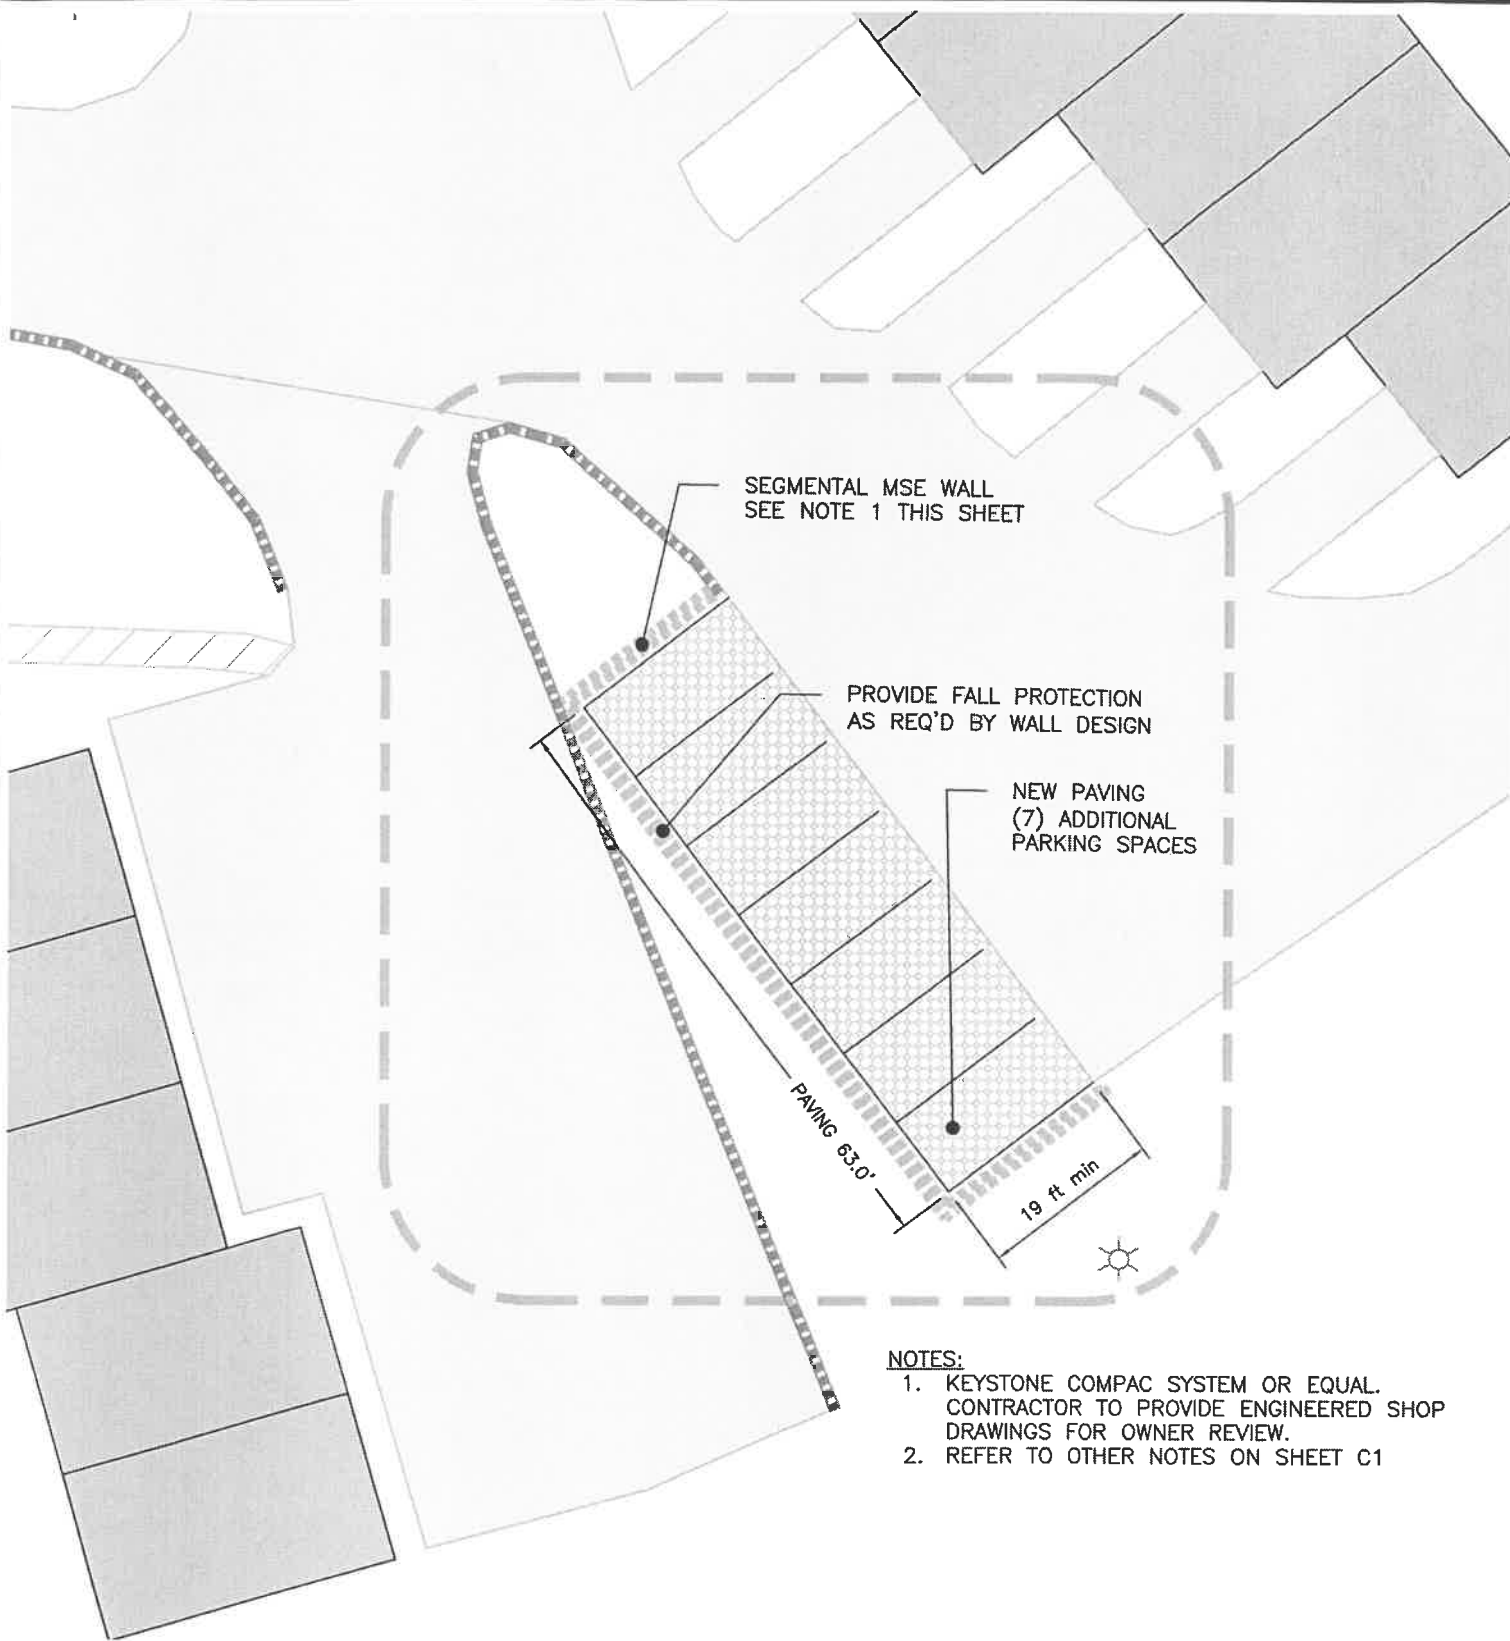 SEGMENTAL MSE WALL
SEE NOTE 1 THIS SHEET
PROVIDE FALL PROTECTION
AS REQ'D BY WALL DESIGN
NEW PAVING
(7) ADDITIONAL
PARKING SPACES
PAVING 63.0'
19 ft min
NOTES:
1. KEYSTONE COMPAC SYSTEM OR EQUAL.
CONTRACTOR TO PROVIDE ENGINEERED SHOP
DRAWINGS FOR OWNER REVIEW.
2. REFER TO OTHER NOTES ON SHEET C1